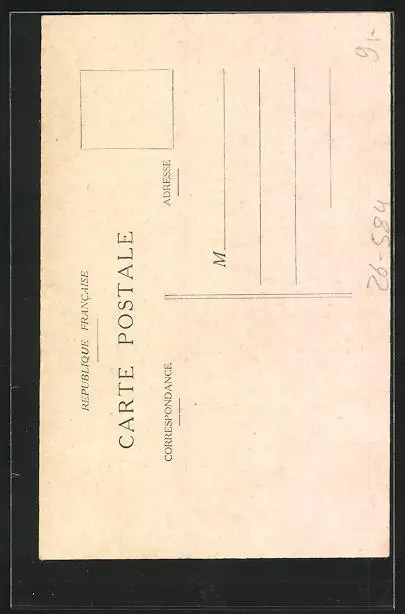 REPUBLIQUE FRANÇAISE
CARTE POSTALE
CORRESPONDANCE
ADRESSE
M
26-584
9,-